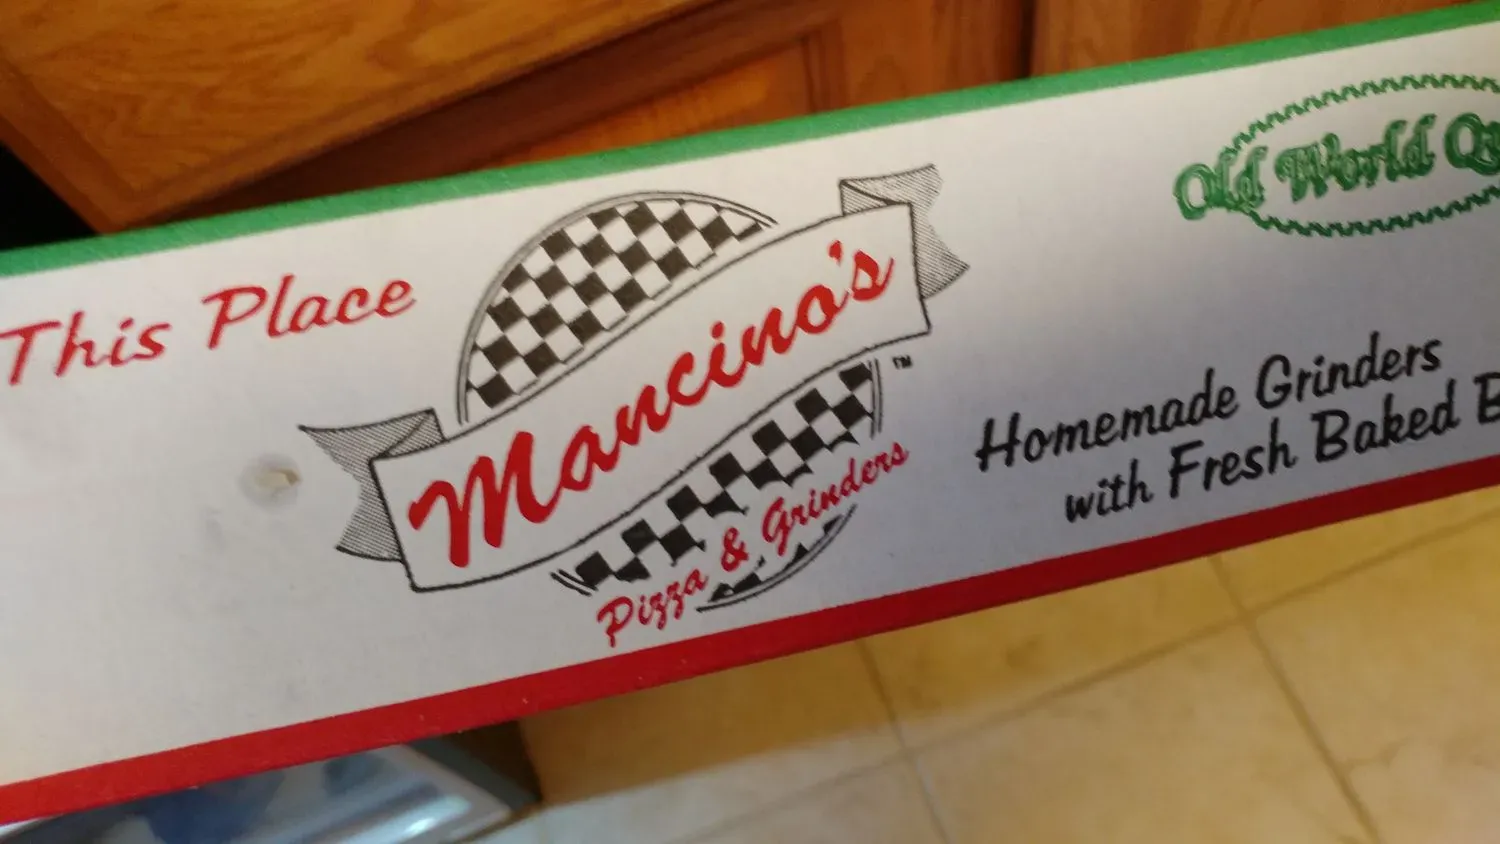 This Place
Mancino's
TM
Pizza & Grinders
Old World
Homemade Grinders
with Fresh Baked